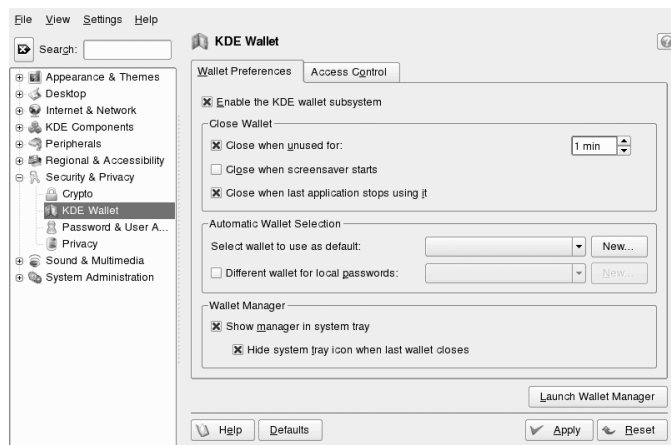 File View Settings Help
Search:
KDE Wallet
Appearance & Themes
Desktop
Internet & Network
KDE Components
Peripherals
Regional & Accessibility
Security & Privacy
Crypto
KDE Wallet
Password & User A...
Privacy
Sound & Multimedia
System Administration
Wallet Preferences Access Control
Enable the KDE wallet subsystem
Close Wallet
Close when unused for: 1 min
Close when screensaver starts
Close when last application stops using it
Automatic Wallet Selection
Select wallet to use as default: New...
Different wallet for local passwords: New...
Wallet Manager
Show manager in system tray
Hide system tray icon when last wallet closes
Launch Wallet Manager
Help Defaults Apply Reset